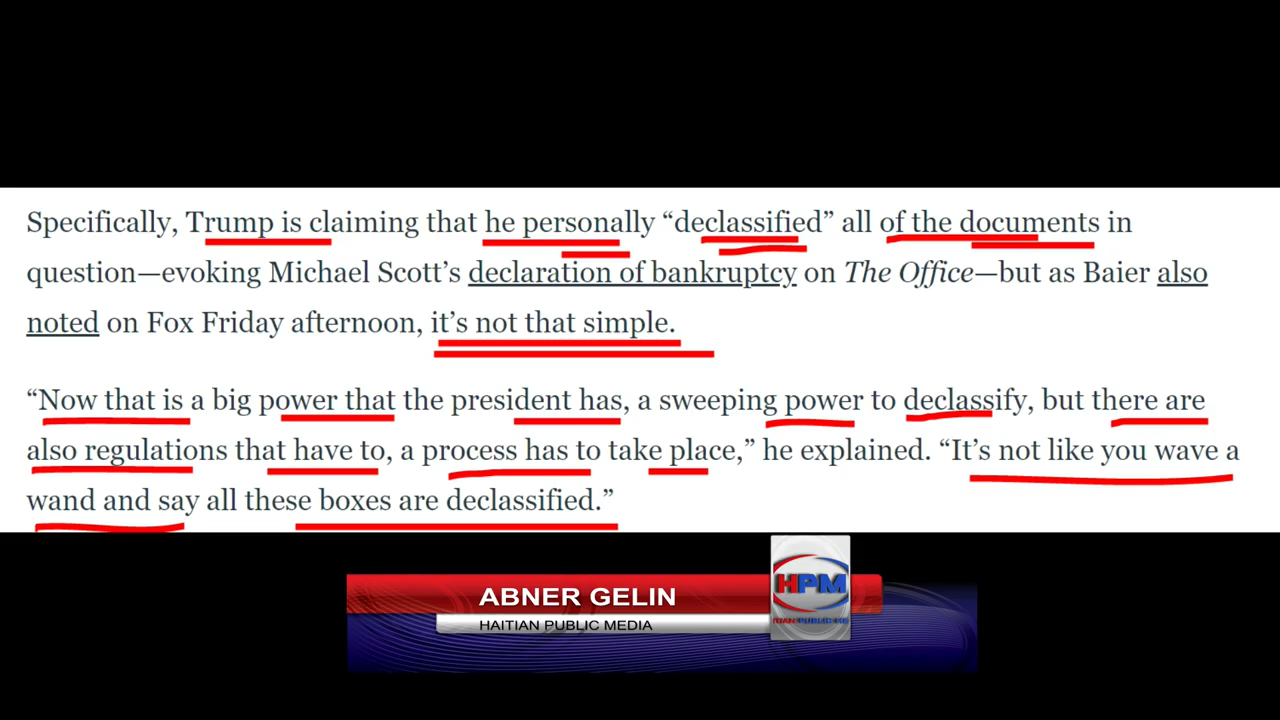 Specifically, Trump is claiming that he personally “declassified” all of the documents in
question—evoking Michael Scott’s declaration of bankruptcy on The Office—but as Baier also
noted on Fox Friday afternoon, it’s not that simple.
“Now that is a big power that the president has, a sweeping power to declassify, but there are
also regulations that have to, a process has to take place,” he explained. “It’s not like you wave a
wand and say all these boxes are declassified.”
HPM
ABNER GELIN
HAITIAN PUBLIC MEDIA